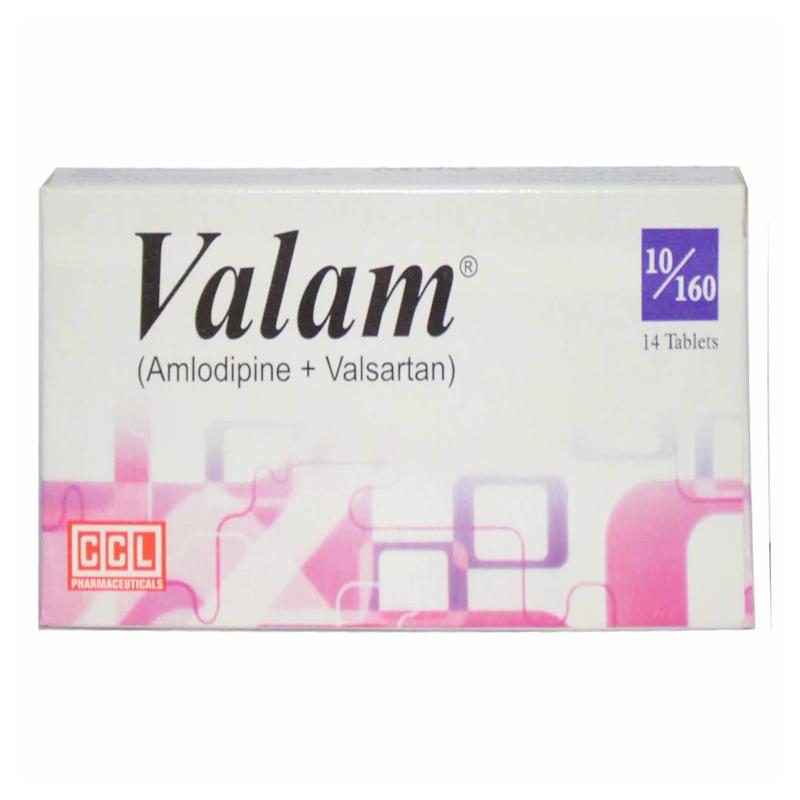 Valam®
(Amlodipine + Valsartan)
10/160
14 Tablets
CCL
PHARMACEUTICALS